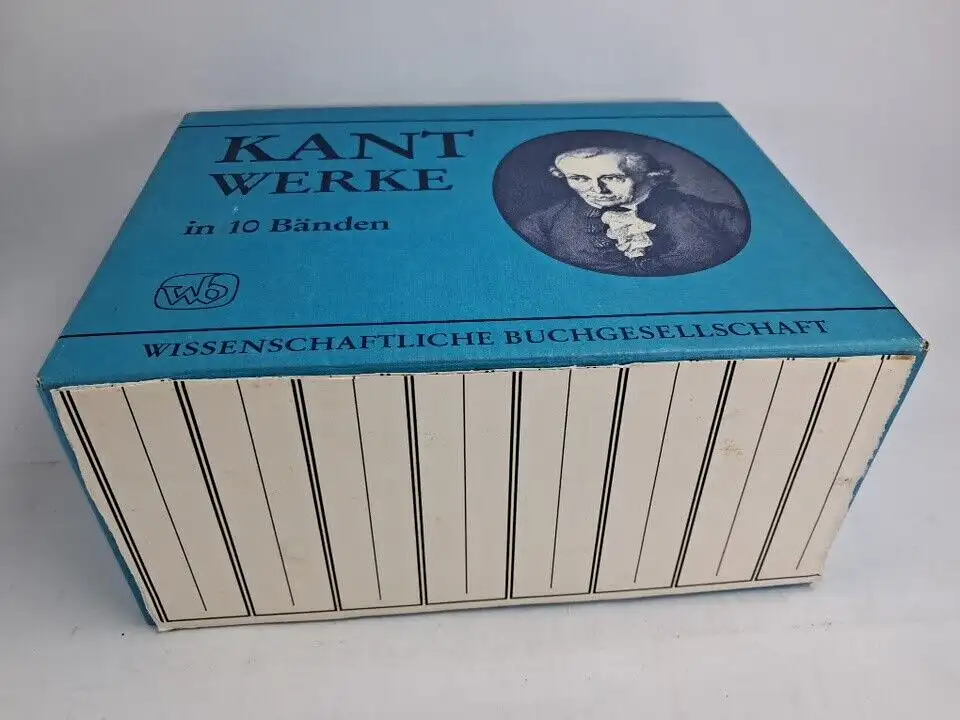 KANT
WERKE
in 10 Bänden
wb
WISSENSCHAFTLICHE BUCHGESELLSCHAFT